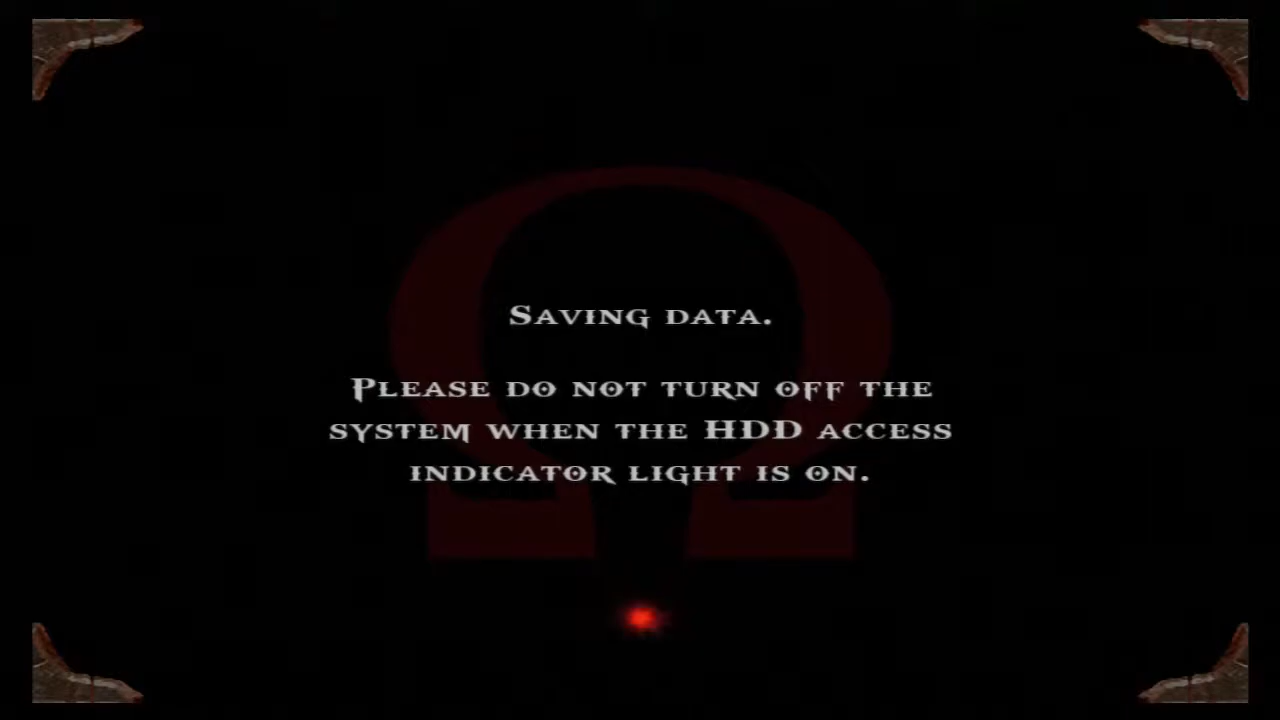 Saving data.
Please do not turn off the
system when the HDD access
indicator light is on.